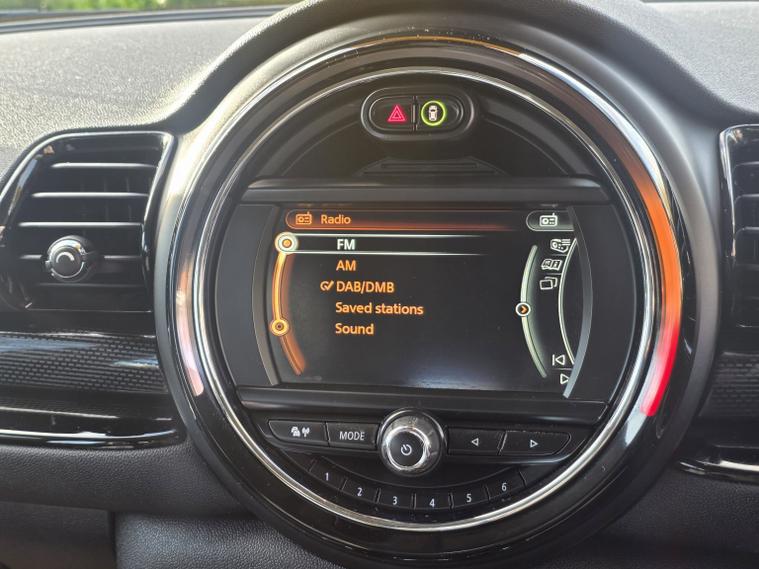 Radio
FM
AM
DAB/DMB
Saved stations
Sound
MODE
1 2 3 4 5 6